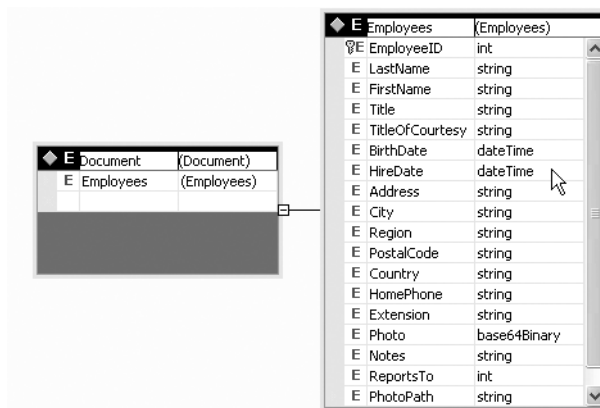 E Document (Document)
E Employees (Employees)
E Employees (Employees)
E EmployeeID int
E LastName string
E FirstName string
E Title string
E TitleOfCourtesy string
E BirthDate dateTime
E HireDate dateTime
E Address string
E City string
E Region string
E PostalCode string
E Country string
E HomePhone string
E Extension string
E Photo base64Binary
E Notes string
E ReportsTo int
E PhotoPath string